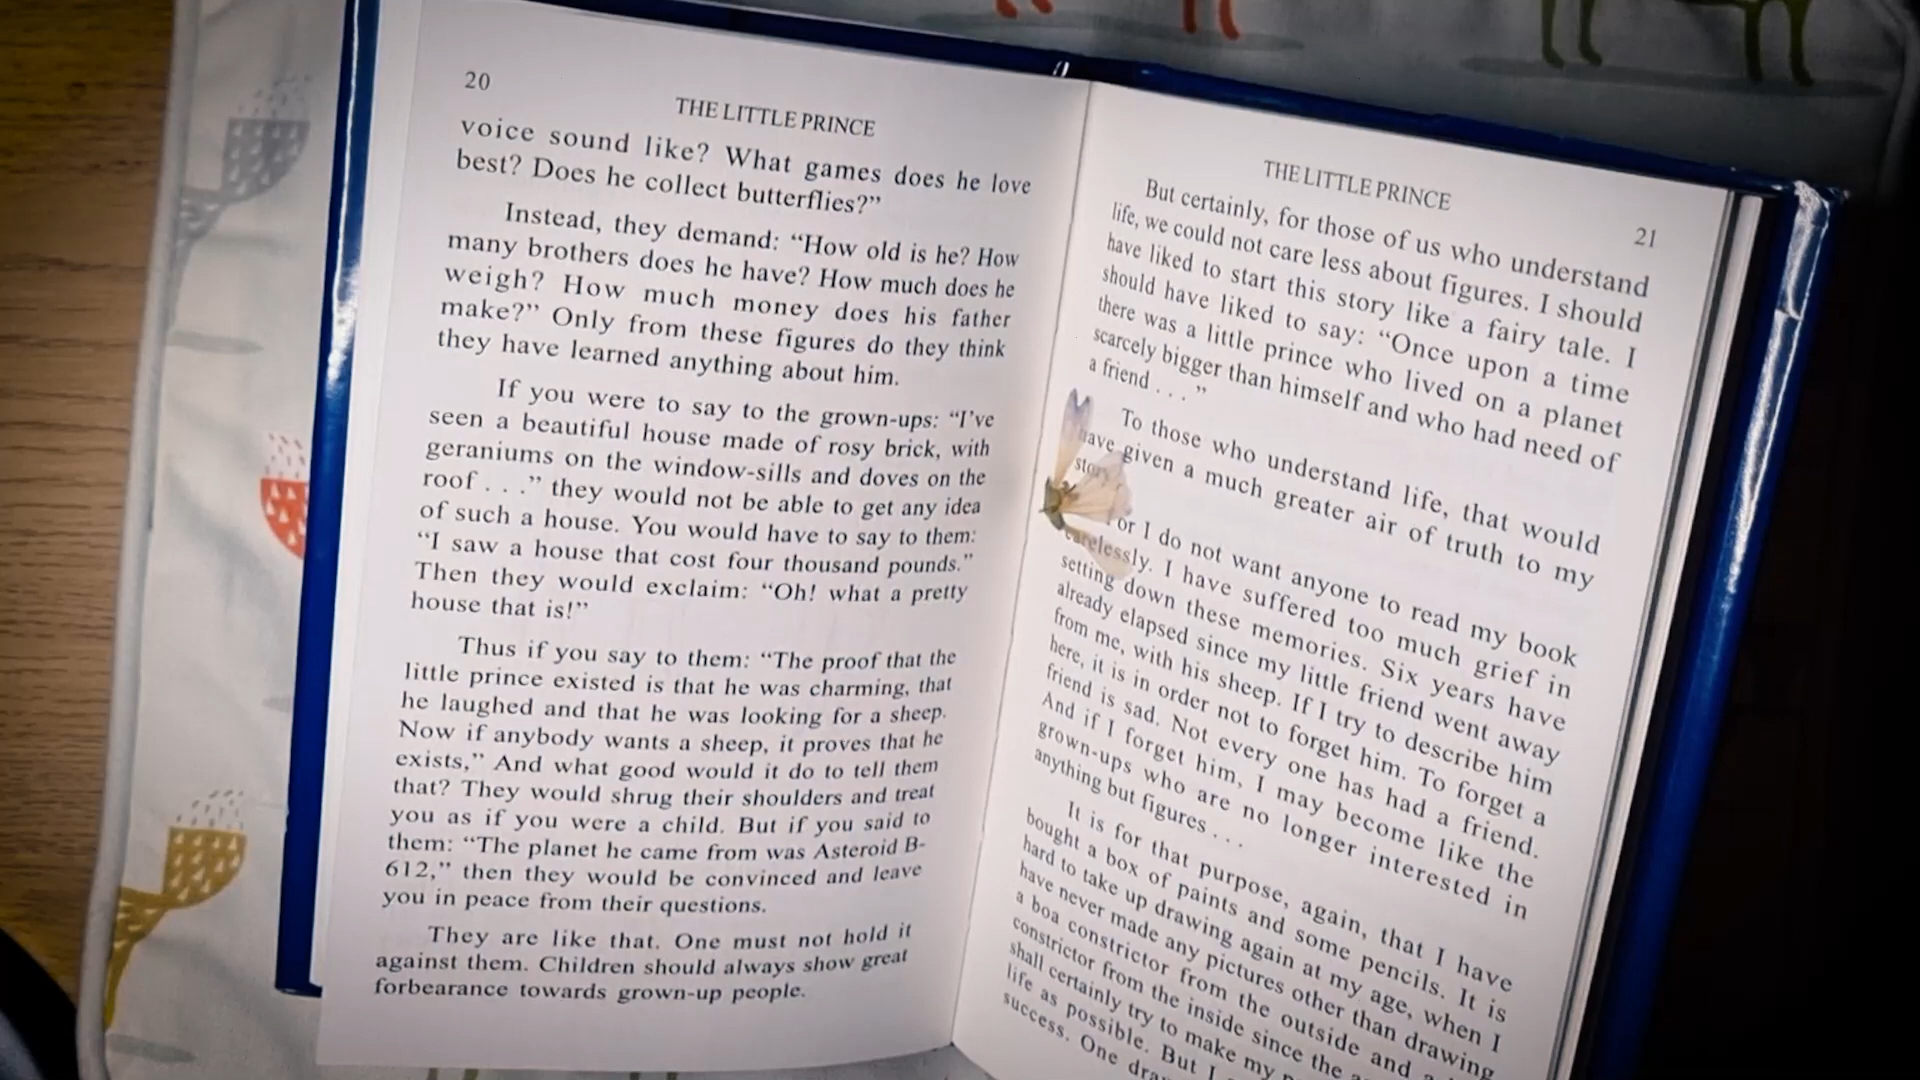 20
THE LITTLE PRINCE
voice sound like? What games does he love
best? Does he collect butterflies?”
Instead, they demand: “How old is he? How
many brothers does he have? How much does he
weigh? How much money does his father
make?” Only from these figures do they think
they have learned anything about him.
If you were to say to the grown-ups: “I’ve
seen a beautiful house made of rosy brick, with
geraniums on the window-sills and doves on the
roof . . .” they would not be able to get any idea
of such a house. You would have to say to them:
“I saw a house that cost four thousand pounds.”
Then they would exclaim: “Oh! what a pretty
house that is!”
Thus if you say to them: “The proof that the
little prince existed is that he was charming, that
he laughed and that he was looking for a sheep.
Now if anybody wants a sheep, it proves that he
exists,” And what good would it do to tell them
that? They would shrug their shoulders and treat
you as if you were a child. But if you said to
them: “The planet he came from was Asteroid B-
612,” then they would be convinced and leave
you in peace from their questions.
They are like that. One must not hold it
against them. Children should always show great
forbearance towards grown-up people.
THE LITTLE PRINCE
21
But certainly, for those of us who understand
life, we could not care less about figures. I should
have liked to start this story like a fairy tale. I
should have liked to say: “Once upon a time
there was a little prince who lived on a planet
scarcely bigger than himself and who had need of
a friend . . . ”
To those who understand life, that would
have given a much greater air of truth to my
story
or I do not want anyone to read my book
carelessly. I have suffered too much grief in
setting down these memories. Six years have
already elapsed since my little friend went away
from me, with his sheep. If I try to describe him
here, it is in order not to forget him. To forget a
friend is sad. Not every one has had a friend.
And if I forget him, I may become like the
grown-ups who are no longer interested in
anything but figures . . .
It is for that purpose, again, that I have
bought a box of paints and some pencils. It is
hard to take up drawing again at my age, when I
have never made any pictures other than drawing
a boa constrictor from the outside and a
constrictor from the inside since the
shall certainly try to make my
life as possible. But I
success. One